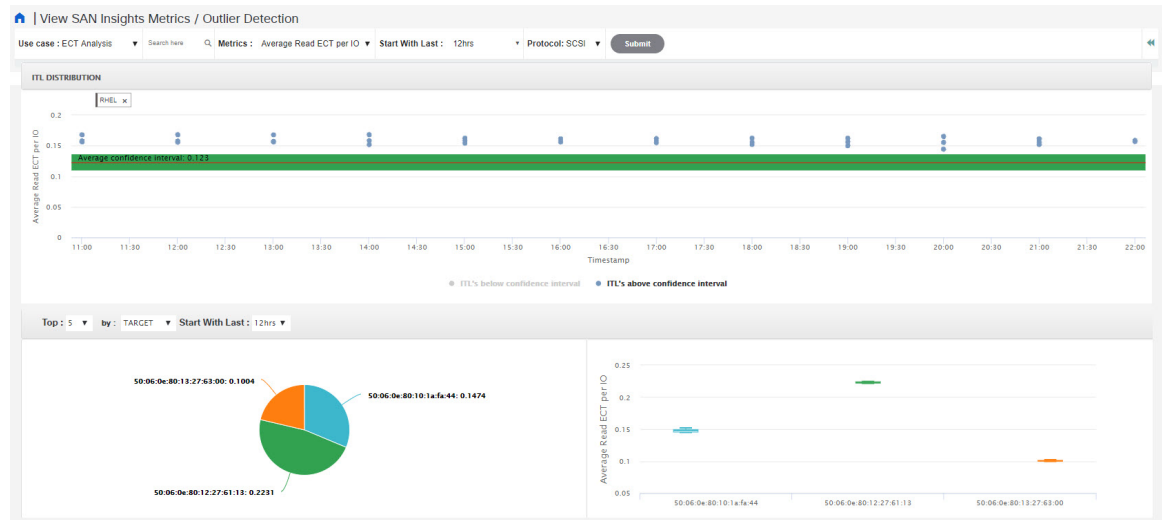 | View SAN Insights Metrics / Outlier Detection
Use case : ECT Analysis ▼ Search here Metrics : Average Read ECT per IO ▼ Start With Last : 12hrs ▾ Protocol: SCSI ▼ Submit
ITL DISTRIBUTION
RHEL ×
Average Read ECT per IO
0.2
0.15
0.1
0.05
0
Average confidence interval: 0.123
11:00 11:30 12:00 12:30 13:00 13:30 14:00 14:30 15:00 15:30 16:00 16:30 17:00 17:30 18:00 18:30 19:00 19:30 20:00 20:30 21:00 21:30 22:00
Timestamp
ITL's below confidence interval ITL's above confidence interval
Top : 5 ▼ by : TARGET ▼ Start With Last : 12hrs ▼
50:06:0e:80:13:27:63:00: 0.1004
50:06:0e:80:10:1a:fa:44: 0.1474
50:06:0e:80:12:27:61:13: 0.2231
Average Read ECT per IO
0.25
0.2
0.15
0.1
0.05
50:06:0e:80:10:1a:fa:44 50:06:0e:80:12:27:61:13 50:06:0e:80:13:27:63:00